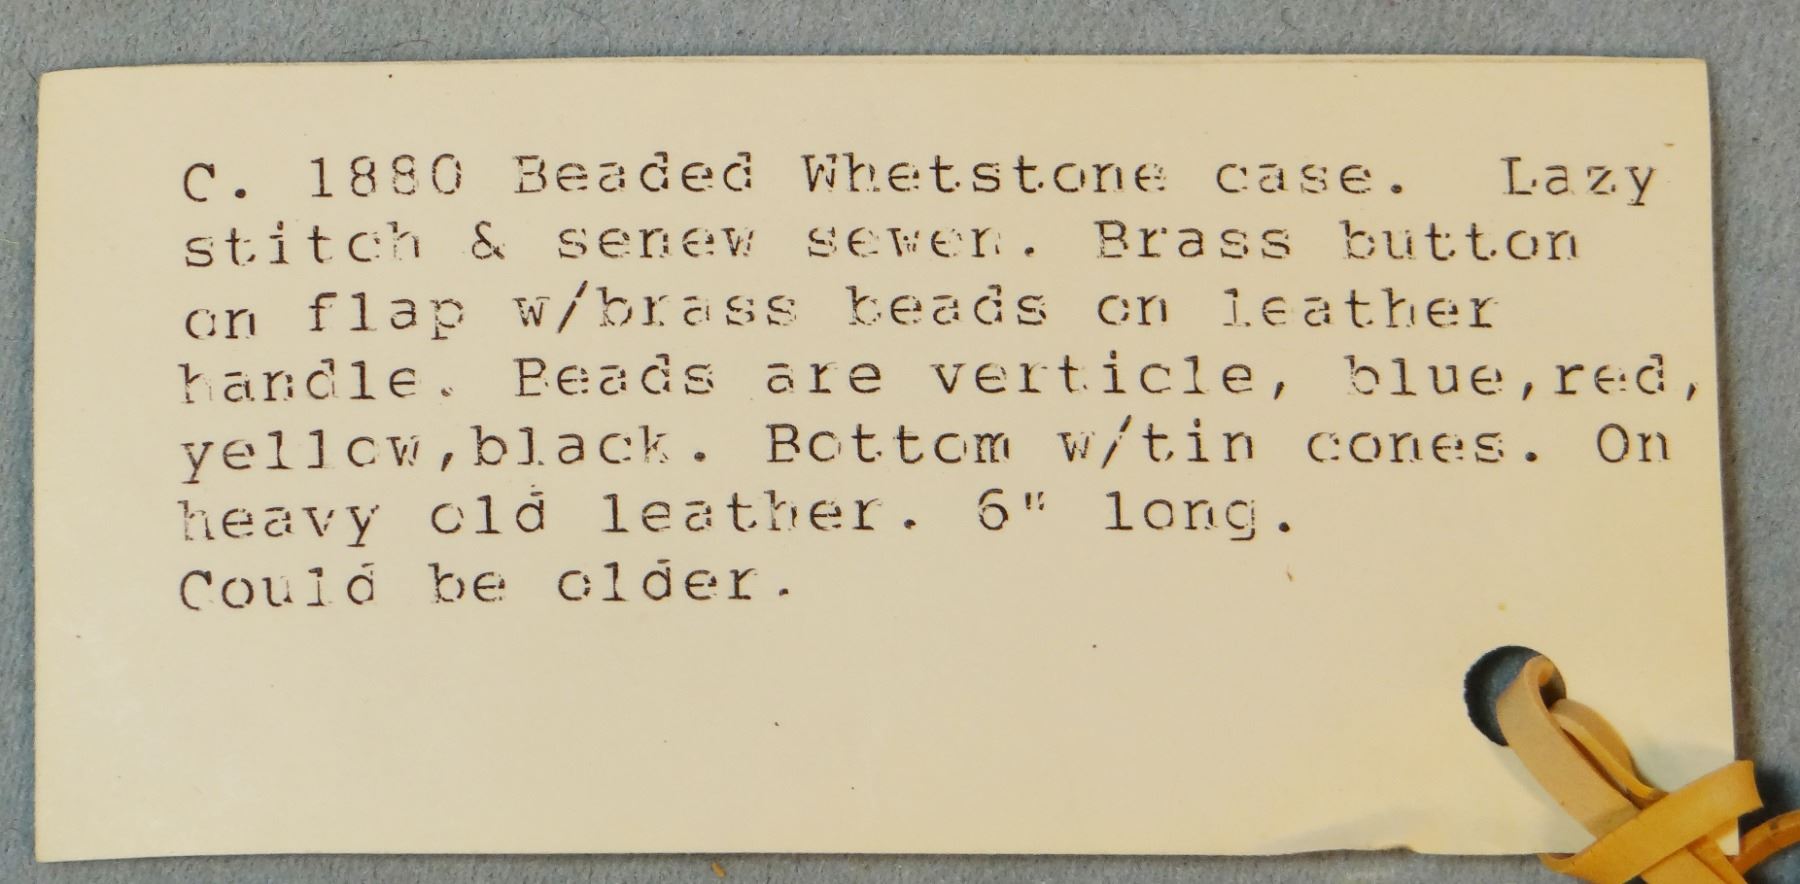 C. 1880 Beaded Whetstone case.  Lazy
stitch & senew sewen. Brass button
on flap w/brass beads on leather
handle. Beads are verticle, blue,red,
yellow,black. Bottom w/tin cones. On
heavy old leather. 6" long.
Could be older.